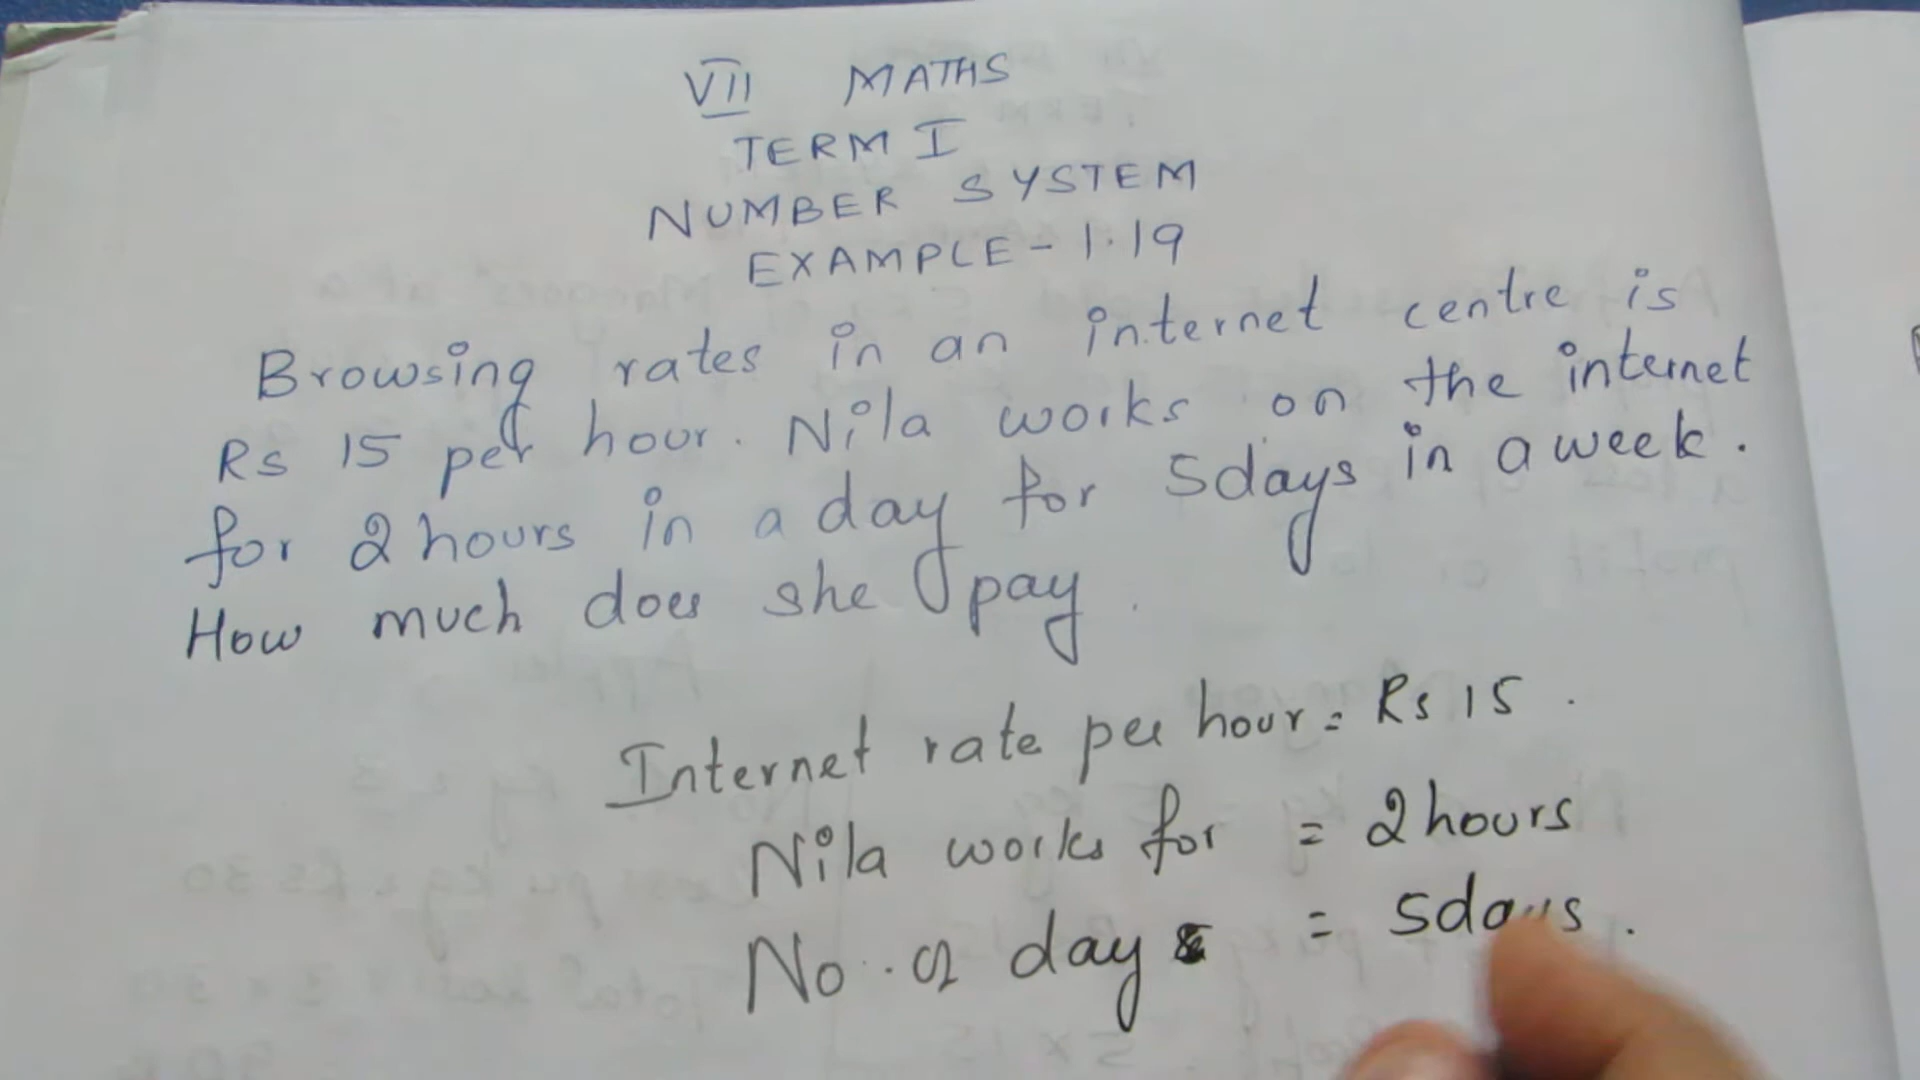 VII MATHS
TERM I
NUMBER SYSTEM
EXAMPLE - 1.19
Browsing rates in an internet centre is
Rs 15 per hour. Nila works on the internet
for 2 hours in a day for 5days in a week.
How much does she pay.
Internet rate per hour = Rs 15.
Nila works for = 2 hours
No. of days = 5days.